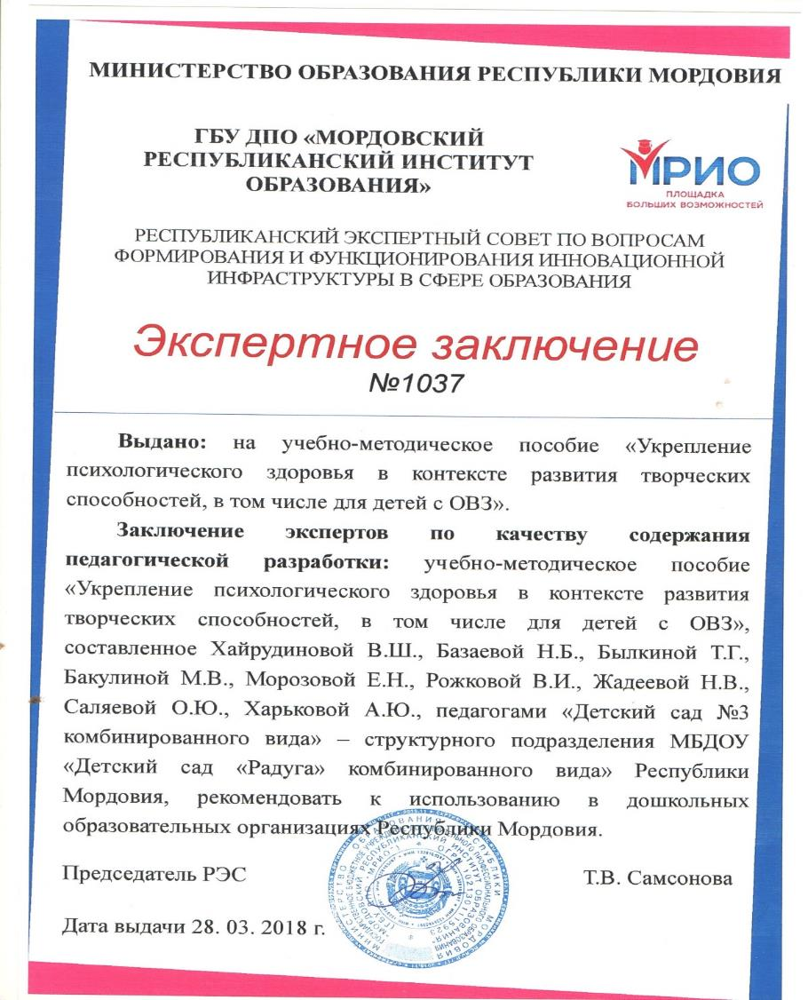 МИНИСТЕРСТВО ОБРАЗОВАНИЯ РЕСПУБЛИКИ МОРДОВИЯ
ГБУ ДПО «МОРДОВСКИЙ
РЕСПУБЛИКАНСКИЙ ИНСТИТУТ
ОБРАЗОВАНИЯ»
МРИО
ПЛОЩАДКА
БОЛЬШИХ ВОЗМОЖНОСТЕЙ
РЕСПУБЛИКАНСКИЙ ЭКСПЕРТНЫЙ СОВЕТ ПО ВОПРОСАМ
ФОРМИРОВАНИЯ И ФУНКЦИОНИРОВАНИЯ ИННОВАЦИОННОЙ
ИНФРАСТРУКТУРЫ В СФЕРЕ ОБРАЗОВАНИЯ
Экспертное заключение
№1037
Выдано: на учебно-методическое пособие «Укрепление
психологического здоровья в контексте развития творческих
способностей, в том числе для детей с ОВЗ».
Заключение экспертов по качеству содержания
педагогической разработки: учебно-методическое пособие
«Укрепление психологического здоровья в контексте развития
творческих способностей, в том числе для детей с ОВЗ»,
составленное Хайрудиновой В.Ш., Базаевой Н.Б., Былкиной Т.Г.,
Бакулиной М.В., Морозовой Е.Н., Рожковой В.И., Жадеевой Н.В.,
Саляевой О.Ю., Харьковой А.Ю., педагогами «Детский сад №3
комбинированного вида» – структурного подразделения МБДОУ
«Детский сад «Радуга» комбинированного вида» Республики
Мордовия, рекомендовать к использованию в дошкольных
образовательных организациях Республики Мордовия.
Председатель РЭС
Т.В. Самсонова
Дата выдачи 28. 03. 2018 г.